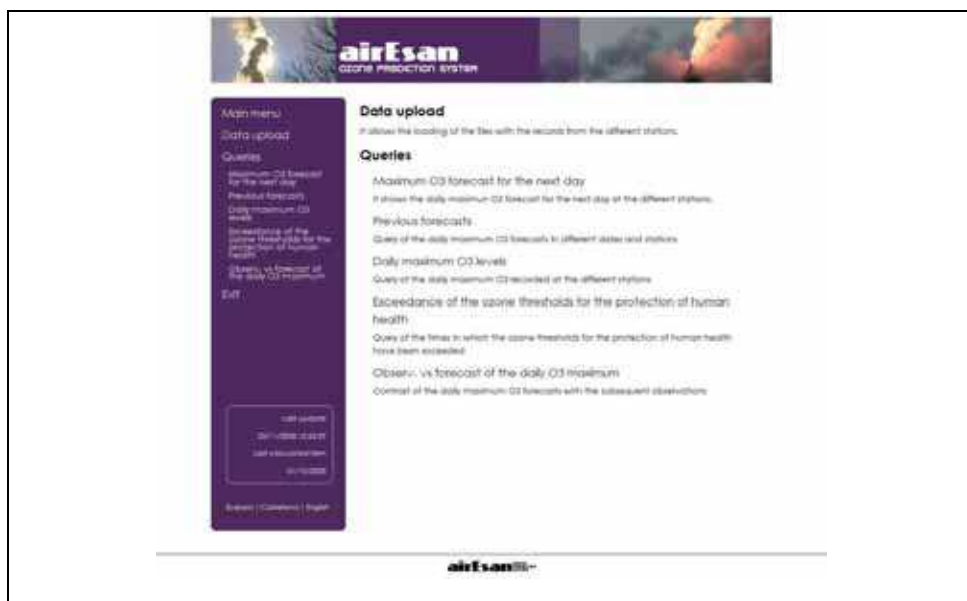 airEsan
OZONE PREDICTION SYSTEM
Main menu
Data upload
Queries
Maximum O3 forecast
for the next day
Previous forecasts
Daily maximum O3
levels
Exceedance of the
ozone thresholds for the
protection of human
health
Observ. vs forecast of
the daily O3 maximum
Exit
Last update
| English
Data upload
It allows the loading of the files with the records from the different stations.
Queries
Maximum O3 forecast for the next day
It shows the daily maximum O3 forecast for the next day at the different stations.
Previous forecasts
Query of the daily maximum O3 forecasts in different dates and stations
Daily maximum O3 levels
Query of the daily maximum O3 recorded at the different stations
Exceedance of the ozone thresholds for the protection of human
health
Query of the times in which the ozone thresholds for the protection of human health
have been exceeded
Observ. vs forecast of the daily O3 maximum
Contrast of the daily maximum O3 forecasts with the subsequent observations
airEsan